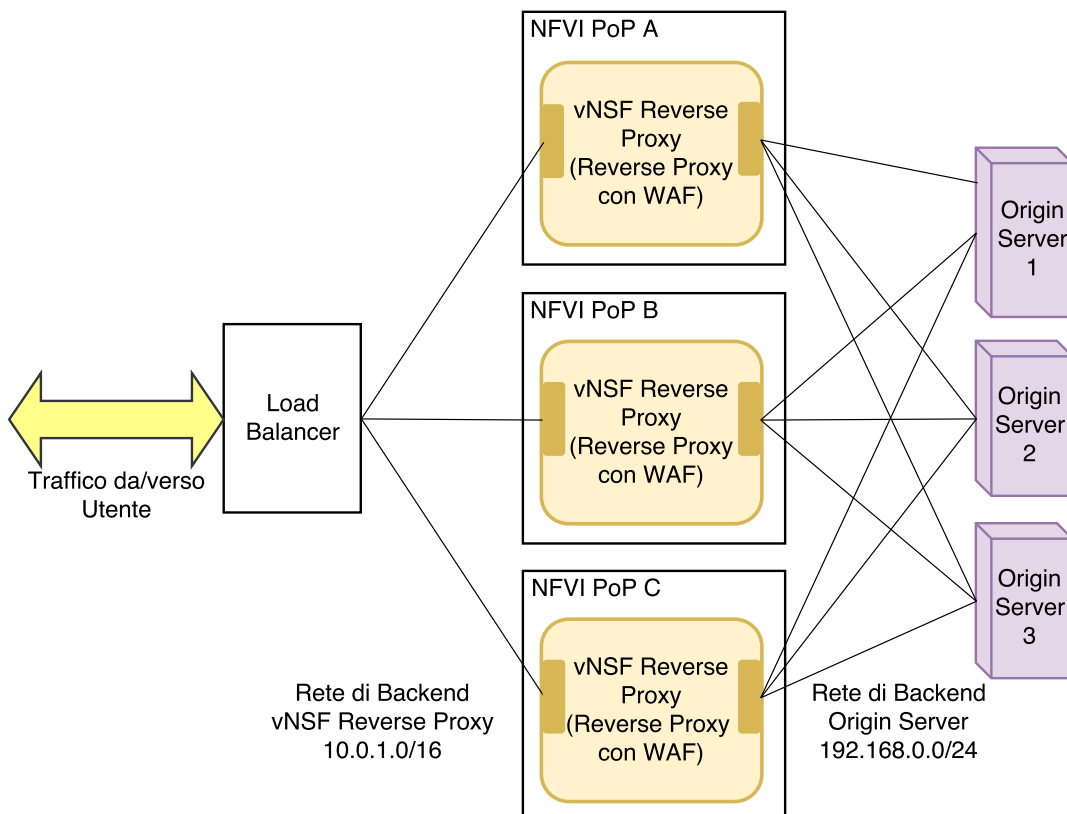 NFVI PoP A
vNSF Reverse
Proxy
(Reverse Proxy
con WAF)
NFVI PoP B
vNSF Reverse
Proxy
(Reverse Proxy
con WAF)
NFVI PoP C
vNSF Reverse
Proxy
(Reverse Proxy
con WAF)
Load
Balancer
Traffico da/verso
Utente
Origin
Server
1
Origin
Server
2
Origin
Server
3
Rete di Backend
vNSF Reverse Proxy
10.0.1.0/16
Rete di Backend
Origin Server
192.168.0.0/24